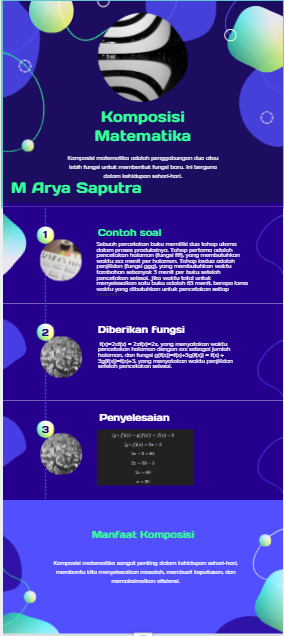 Komposisi
Matematika
Komposisi matematika adalah penggabungan dua atau
lebih fungsi untuk membentuk fungsi baru. Ini berguna
dalam kehidupan sehari-hari.
M Arya Saputra
1
Contoh soal
Sebuah percetakan buku memiliki dua tahap utama
dalam proses produksinya. Tahap pertama adalah
pencetakan halaman (fungsi fff), yang membutuhkan
waktu xxx menit per halaman. Tahap kedua adalah
penjilidan (fungsi ggg), yang membutuhkan waktu
tambahan sebanyak 3 menit per buku setelah
pencetakan selesai. Jika waktu total untuk
menyelesaikan satu buku adalah 63 menit, berapa lama
waktu yang dibutuhkan untuk pencetakan setiap
2
Diberikan Fungsi
f(x)=2xf(x) = 2xf(x)=2x, yang menyatakan waktu
pencetakan halaman dengan xxx sebagai jumlah
halaman, dan fungsi g(f(x))=f(x)+3g(f(x)) = f(x) +
3g(f(x))=f(x)+3, yang menyatakan waktu penjilidan
setelah pencetakan selesai.
3
Penyelesaian
(g ∘ f)(x) = g(f(x)) = f(x) + 3
(g ∘ f)(x) = 2x + 3
2x + 3 = 63
2x = 63 − 3
2x = 60
x = 30
Manfaat Komposisi
Komposisi matematika sangat penting dalam kehidupan sehari-hari,
membantu kita menyelesaikan masalah, membuat keputusan, dan
memaksimalkan efisiensi.